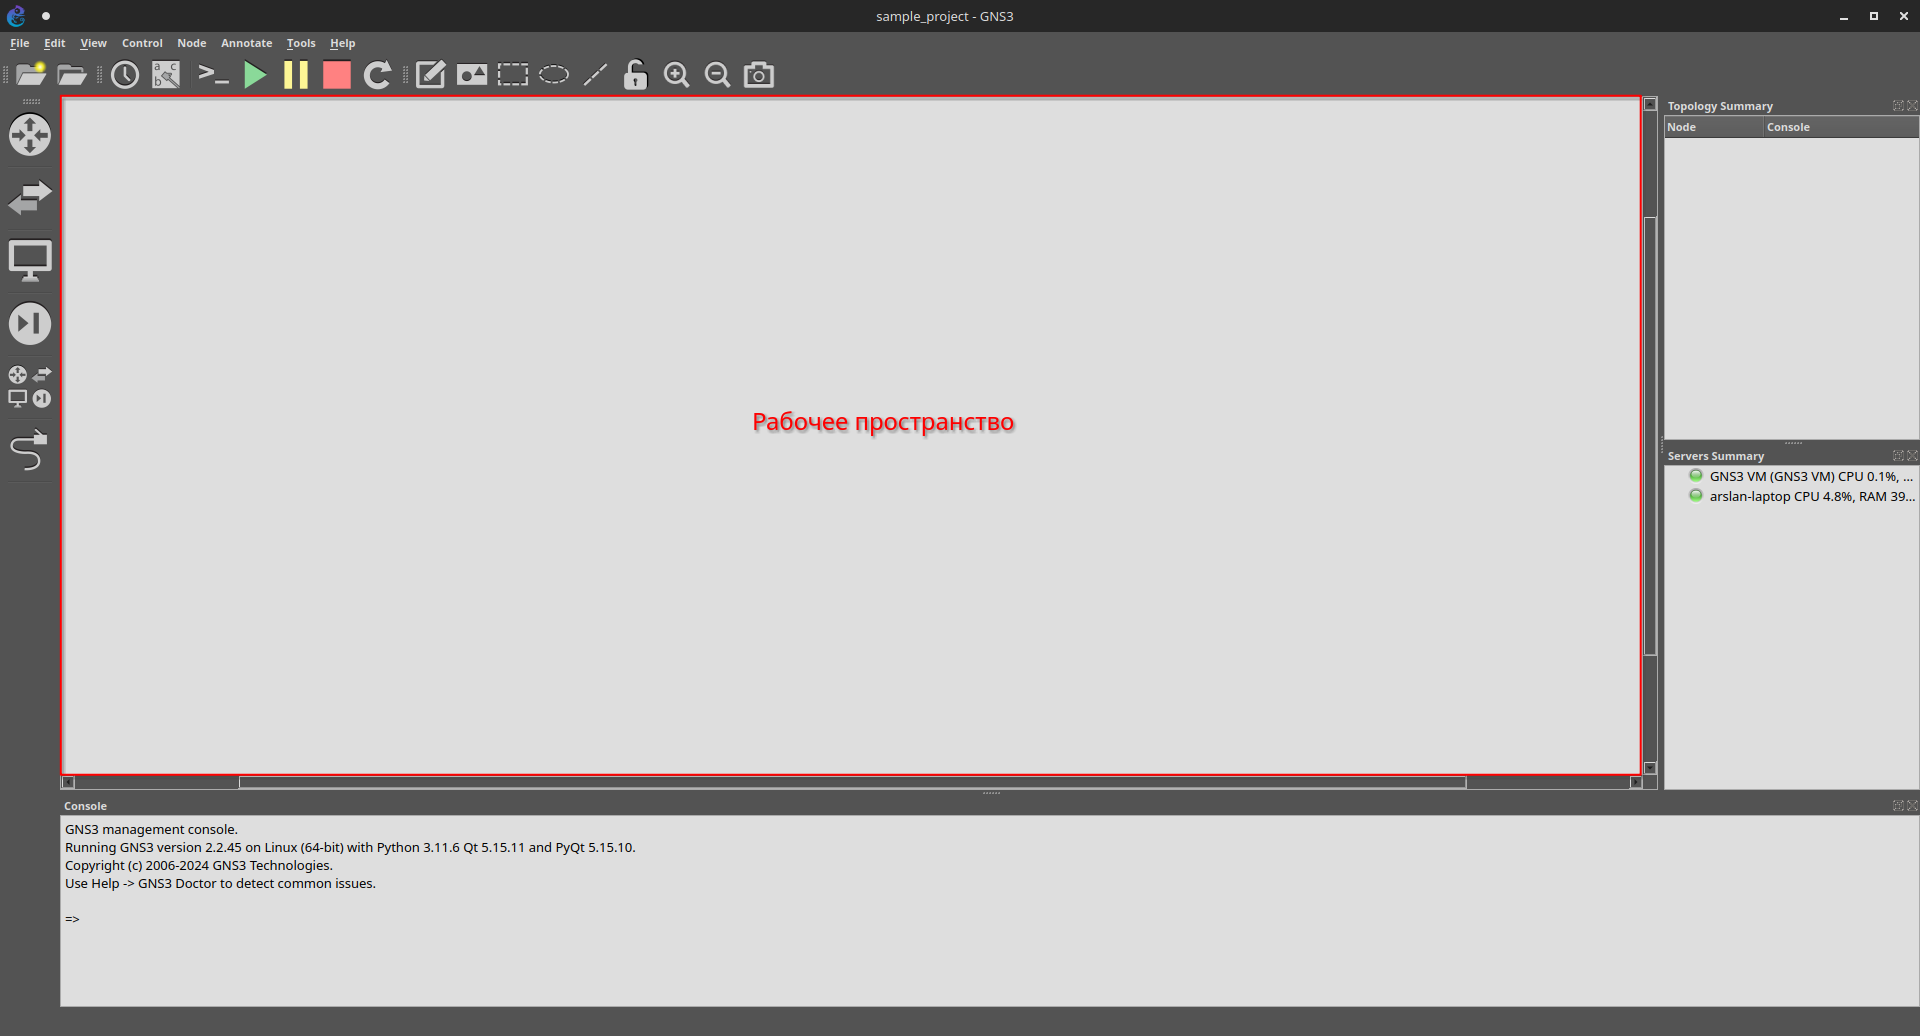 sample_project - GNS3
File Edit View Control Node Annotate Tools Help
a c
b
>_
Topology Summary
Node Console
Рабочее пространство
Servers Summary
GNS3 VM (GNS3 VM) CPU 0.1%, ...
arslan-laptop CPU 4.8%, RAM 39...
Console
GNS3 management console.
Running GNS3 version 2.2.45 on Linux (64-bit) with Python 3.11.6 Qt 5.15.11 and PyQt 5.15.10.
Copyright (c) 2006-2024 GNS3 Technologies.
Use Help -> GNS3 Doctor to detect common issues.
=>